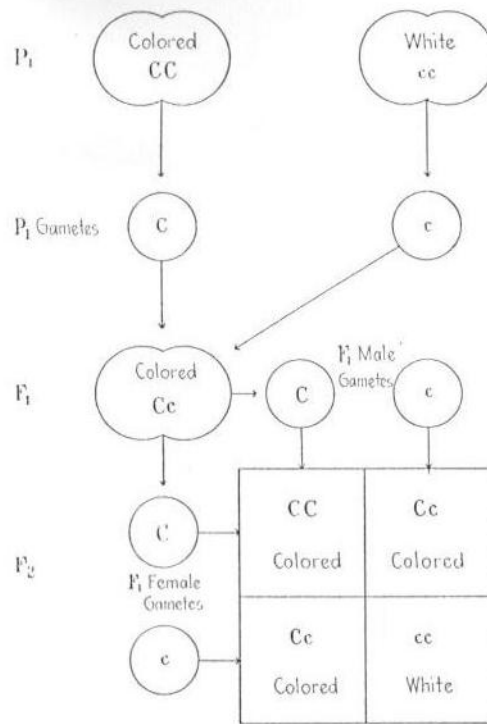 P₁
Colored
CC
White
cc
P₁ Gametes
C
c
F₁
Colored
Cc
F₁ Male
Gametes
C
c
F₂
C
F₁ Female
Gametes
c
CC
Colored
Cc
Colored
Cc
Colored
cc
White